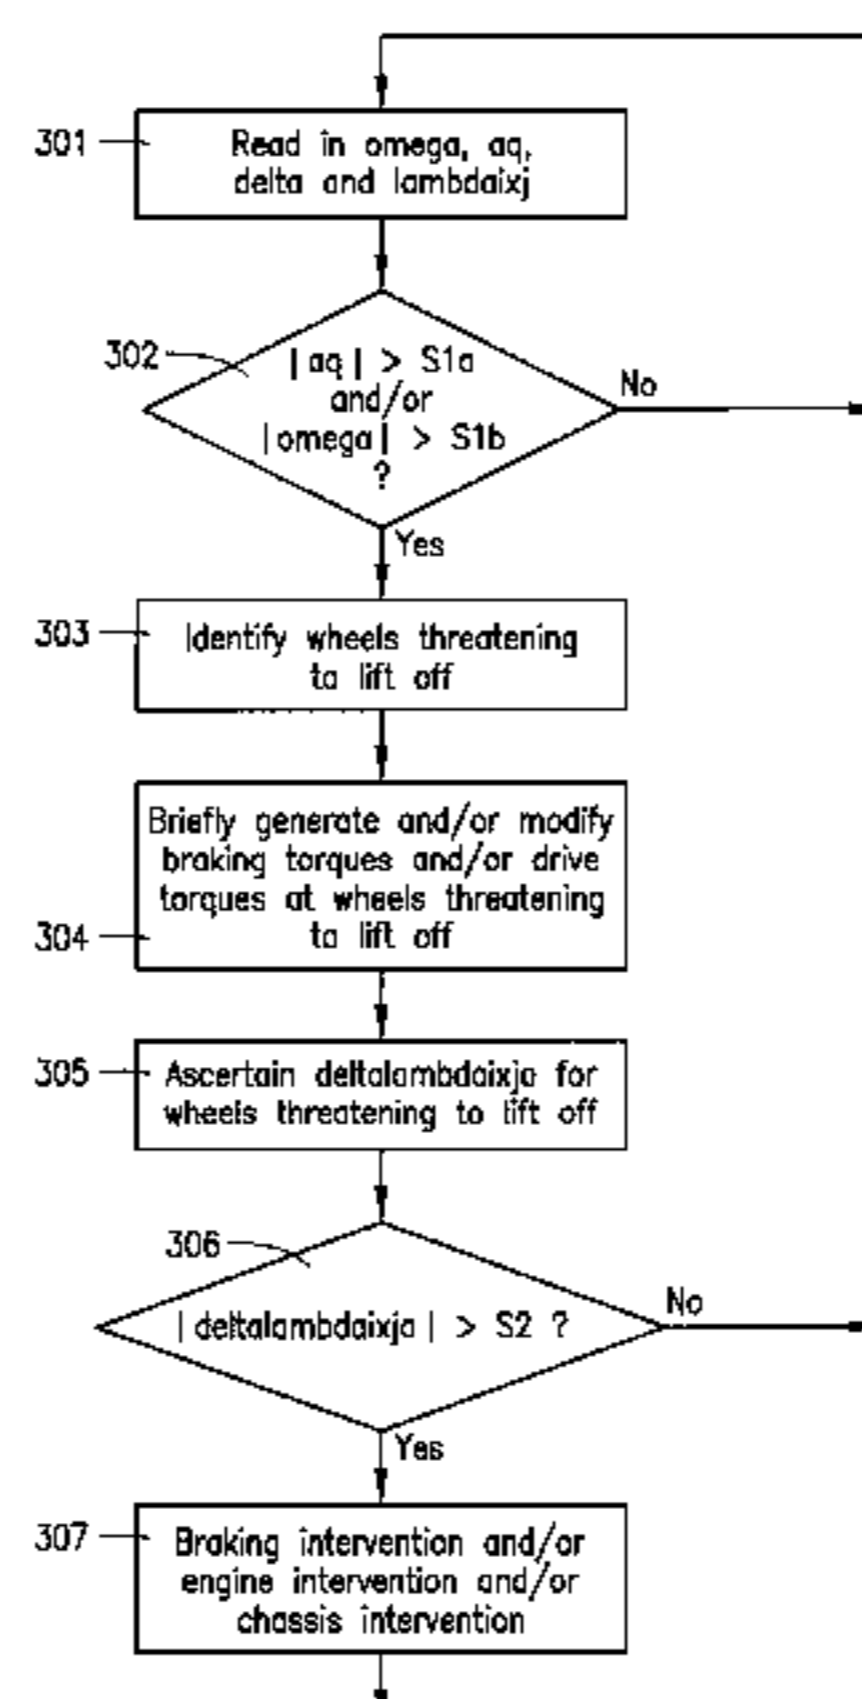 301
Read in omega, aq,
delta and lambdaixj
302
|aq| > S1a
and/or
|omega| > S1b
?
No
Yes
303
Identify wheels threatening
to lift off
Briefly generate and/or modify
braking torques and/or drive
torques at wheels threatening
304
to lift off
305
Ascertain deltalambdaixja for
wheels threatening to lift off
306
|deltalambdaixja| > S2 ?
No
Yes
307
Braking intervention and/or
engine intervention and/or
chassis intervention